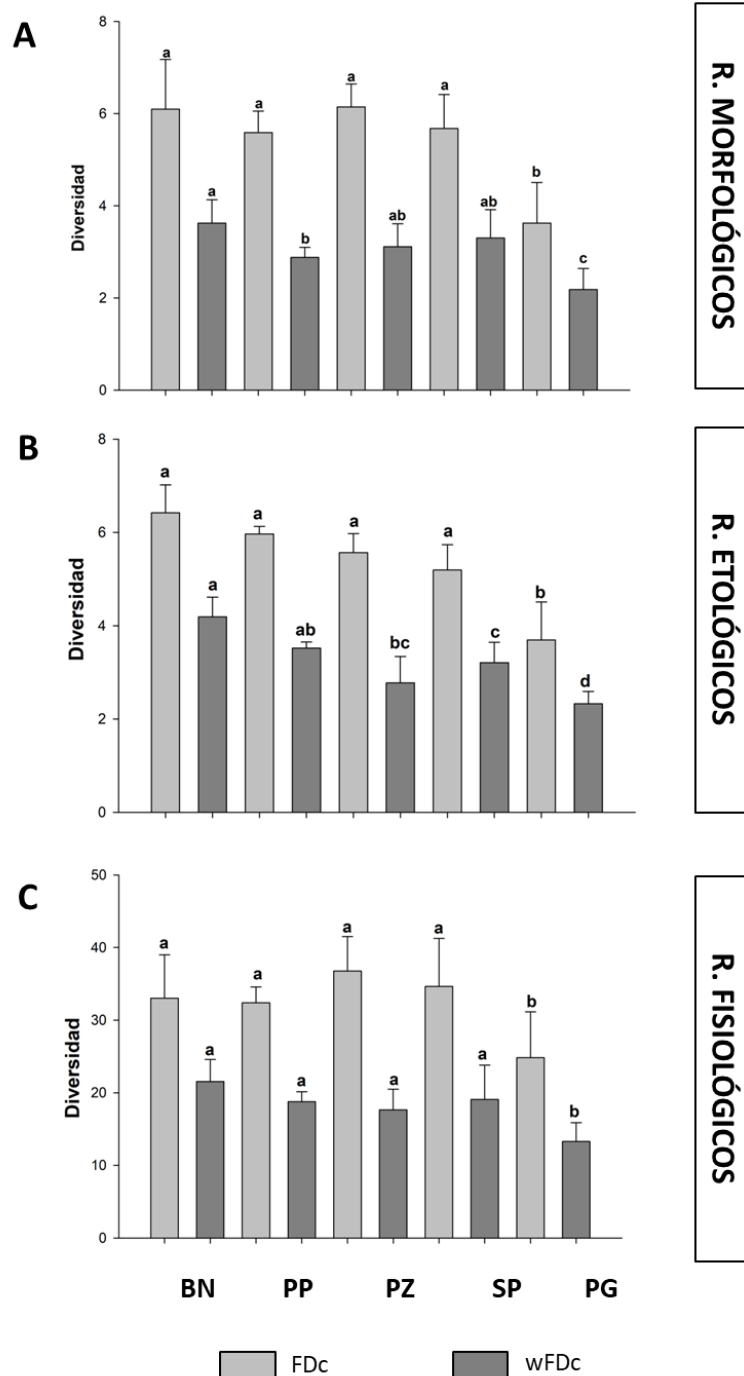 A
Diversidad
8
6
4
2
0
a
a
a
b
a
ab
a
ab
b
c
R. MORFOLÓGICOS
B
Diversidad
8
6
4
2
0
a
a
a
ab
a
bc
a
c
b
d
R. ETOLÓGICOS
C
Diversidad
50
40
30
20
10
0
a
a
a
a
a
a
a
a
b
b
R. FISIOLÓGICOS
BN PP PZ SP PG
FDc wFDc